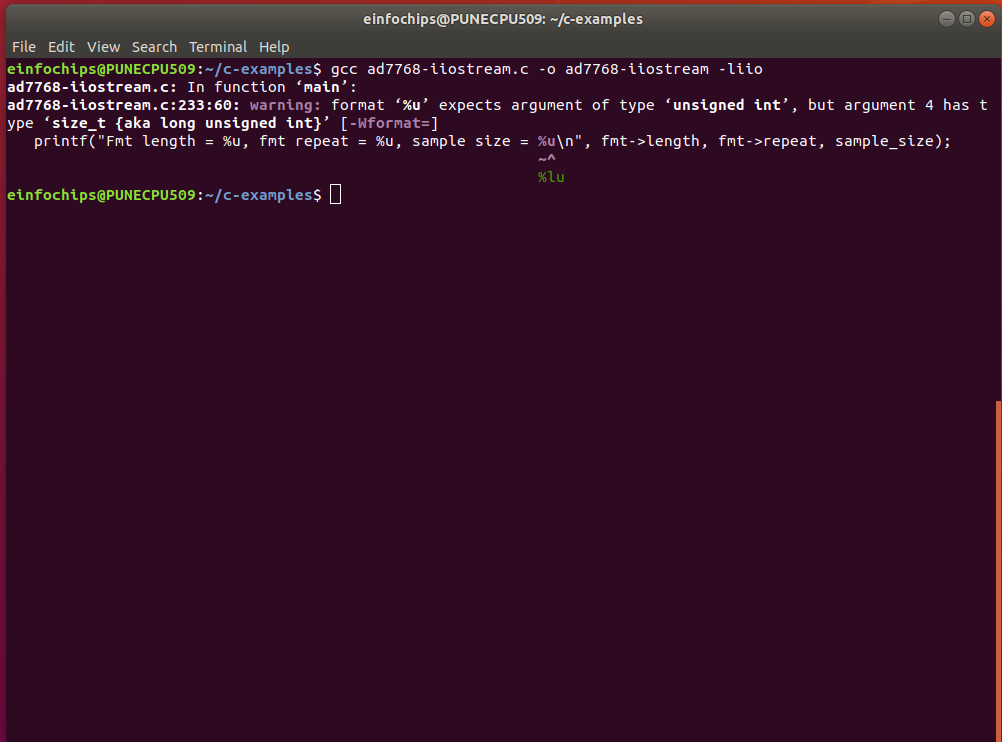 einfochips@PUNECPU509: ~/c-examples
File Edit View Search Terminal Help
einfochips@PUNECPU509:~/c-examples$ gcc ad7768-iiostream.c -o ad7768-iiostream -liio
ad7768-iiostream.c: In function ‘main’:
ad7768-iiostream.c:233:60: warning: format ‘%u’ expects argument of type ‘unsigned int’, but argument 4 has t
ype ‘size_t {aka long unsigned int}’ [-Wformat=]
   printf("Fmt length = %u, fmt repeat = %u, sample size = %u\n", fmt->length, fmt->repeat, sample_size);
                                                           ~^
                                                           %lu
einfochips@PUNECPU509:~/c-examples$